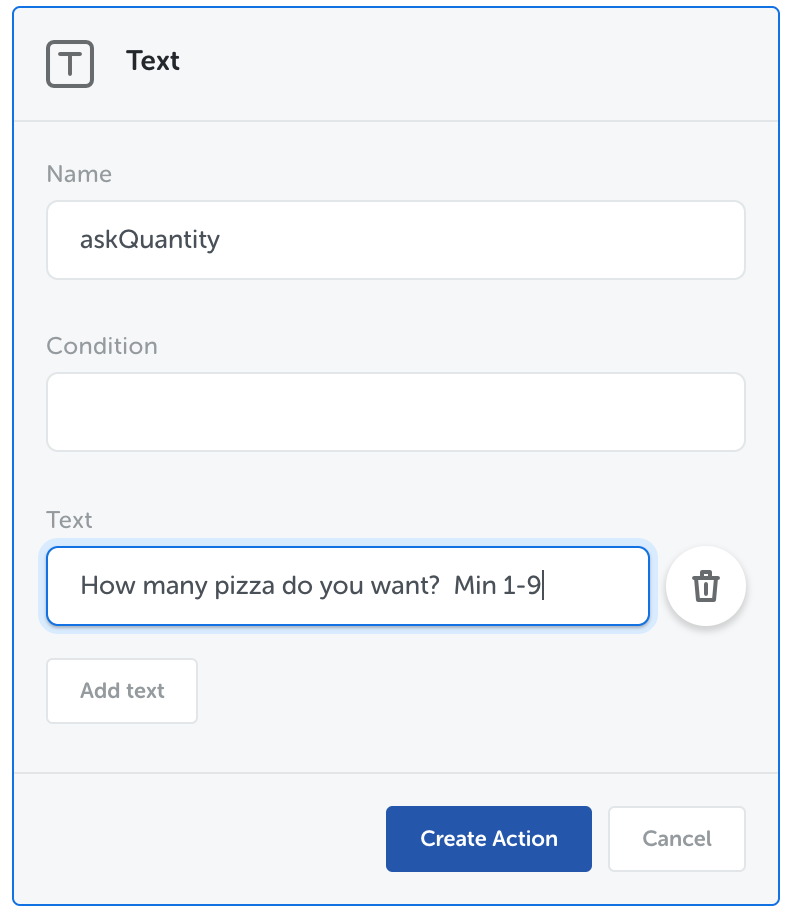 Text
Name
askQuantity
Condition
Text
How many pizza do you want?  Min 1-9
Add text
Create Action
Cancel